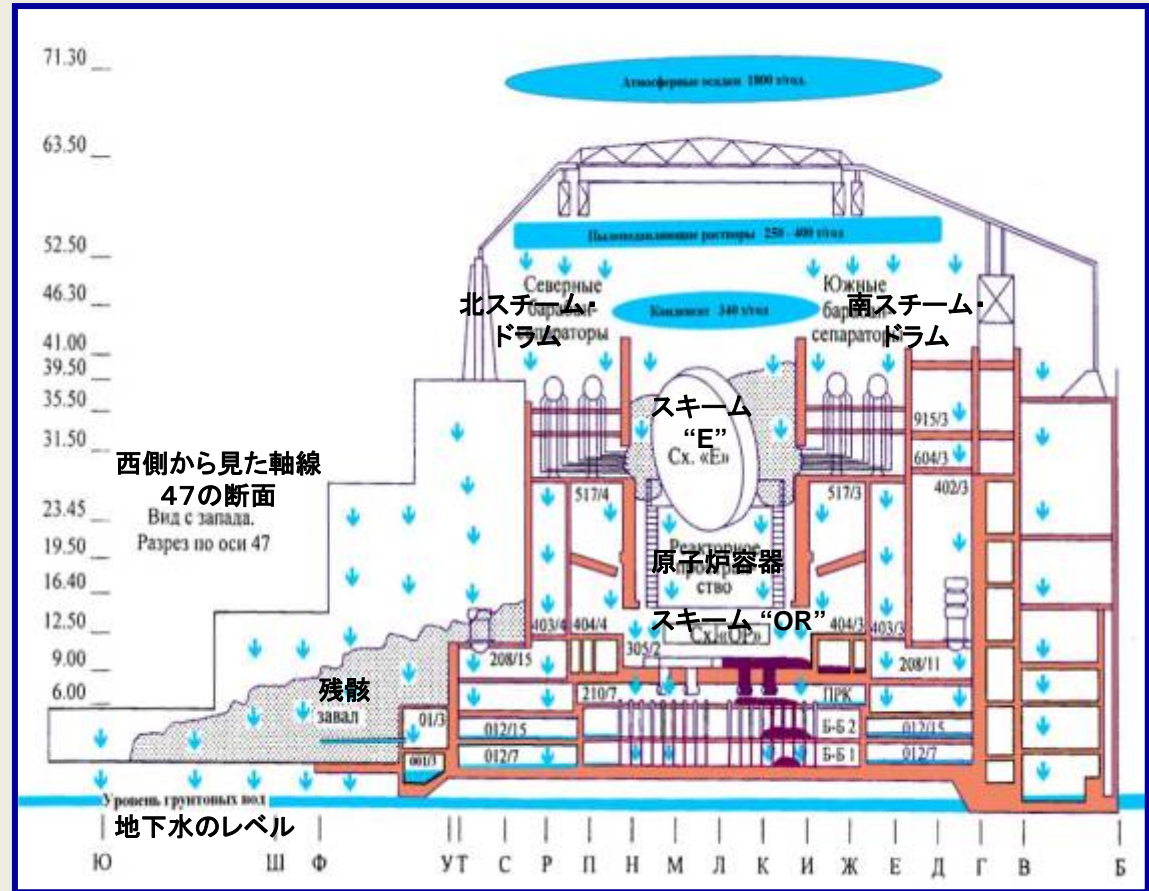 71.30
Атмосферные осадки 1800 т/год
63.50
52.50
Пылеподавляющие растворы 250 - 400 т/год
46.30
Северные
барабан-
сепараторы
北スチーム・
ドラム
Конденсат 340 т/год
Южные
барабан-
сепараторы
南スチーム・
ドラム
41.00
39.50
35.50
31.50
スキーム
“E”
Сх. «Е»
915/3
604/3
西側から見た軸線
４７の断面
Вид с запада.
Разрез по оси 47
517/4
517/3
402/3
23.45
19.50
16.40
12.50
9.00
6.00
Реакторное
простран-
ство
原子炉容器
スキーム “OR”
Сх. «ОР»
403/4
404/4
305/2
404/3
403/3
208/15
208/11
残骸
завал
210/7
ПРК
01/3
012/15
Б-Б 2
012/15
001/3
012/7
Б-Б 1
012/7
Уровень грунтовых вод
地下水のレベル
Ю Ш Ф У Т С Р П Н М Л К И Ж Е Д Г В Б